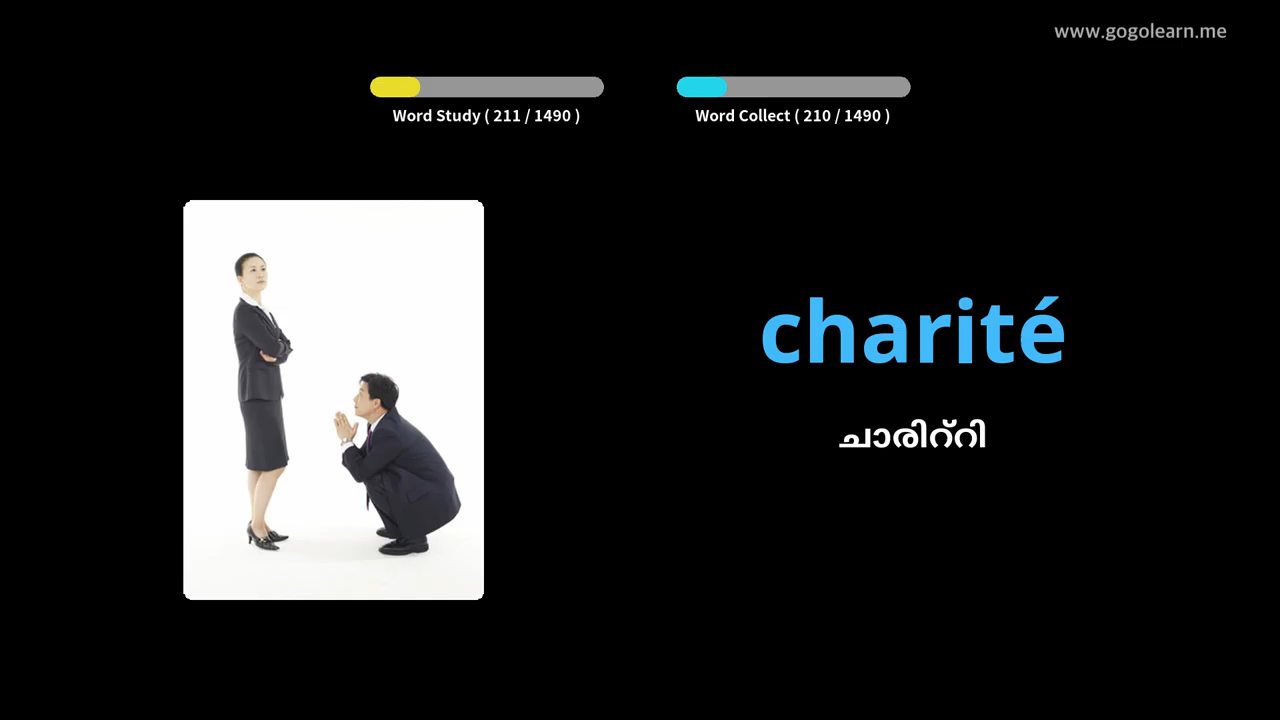 www.gogolearn.me
Word Study ( 211 / 1490 )
Word Collect ( 210 / 1490 )
charité
ചാരിറ്റി